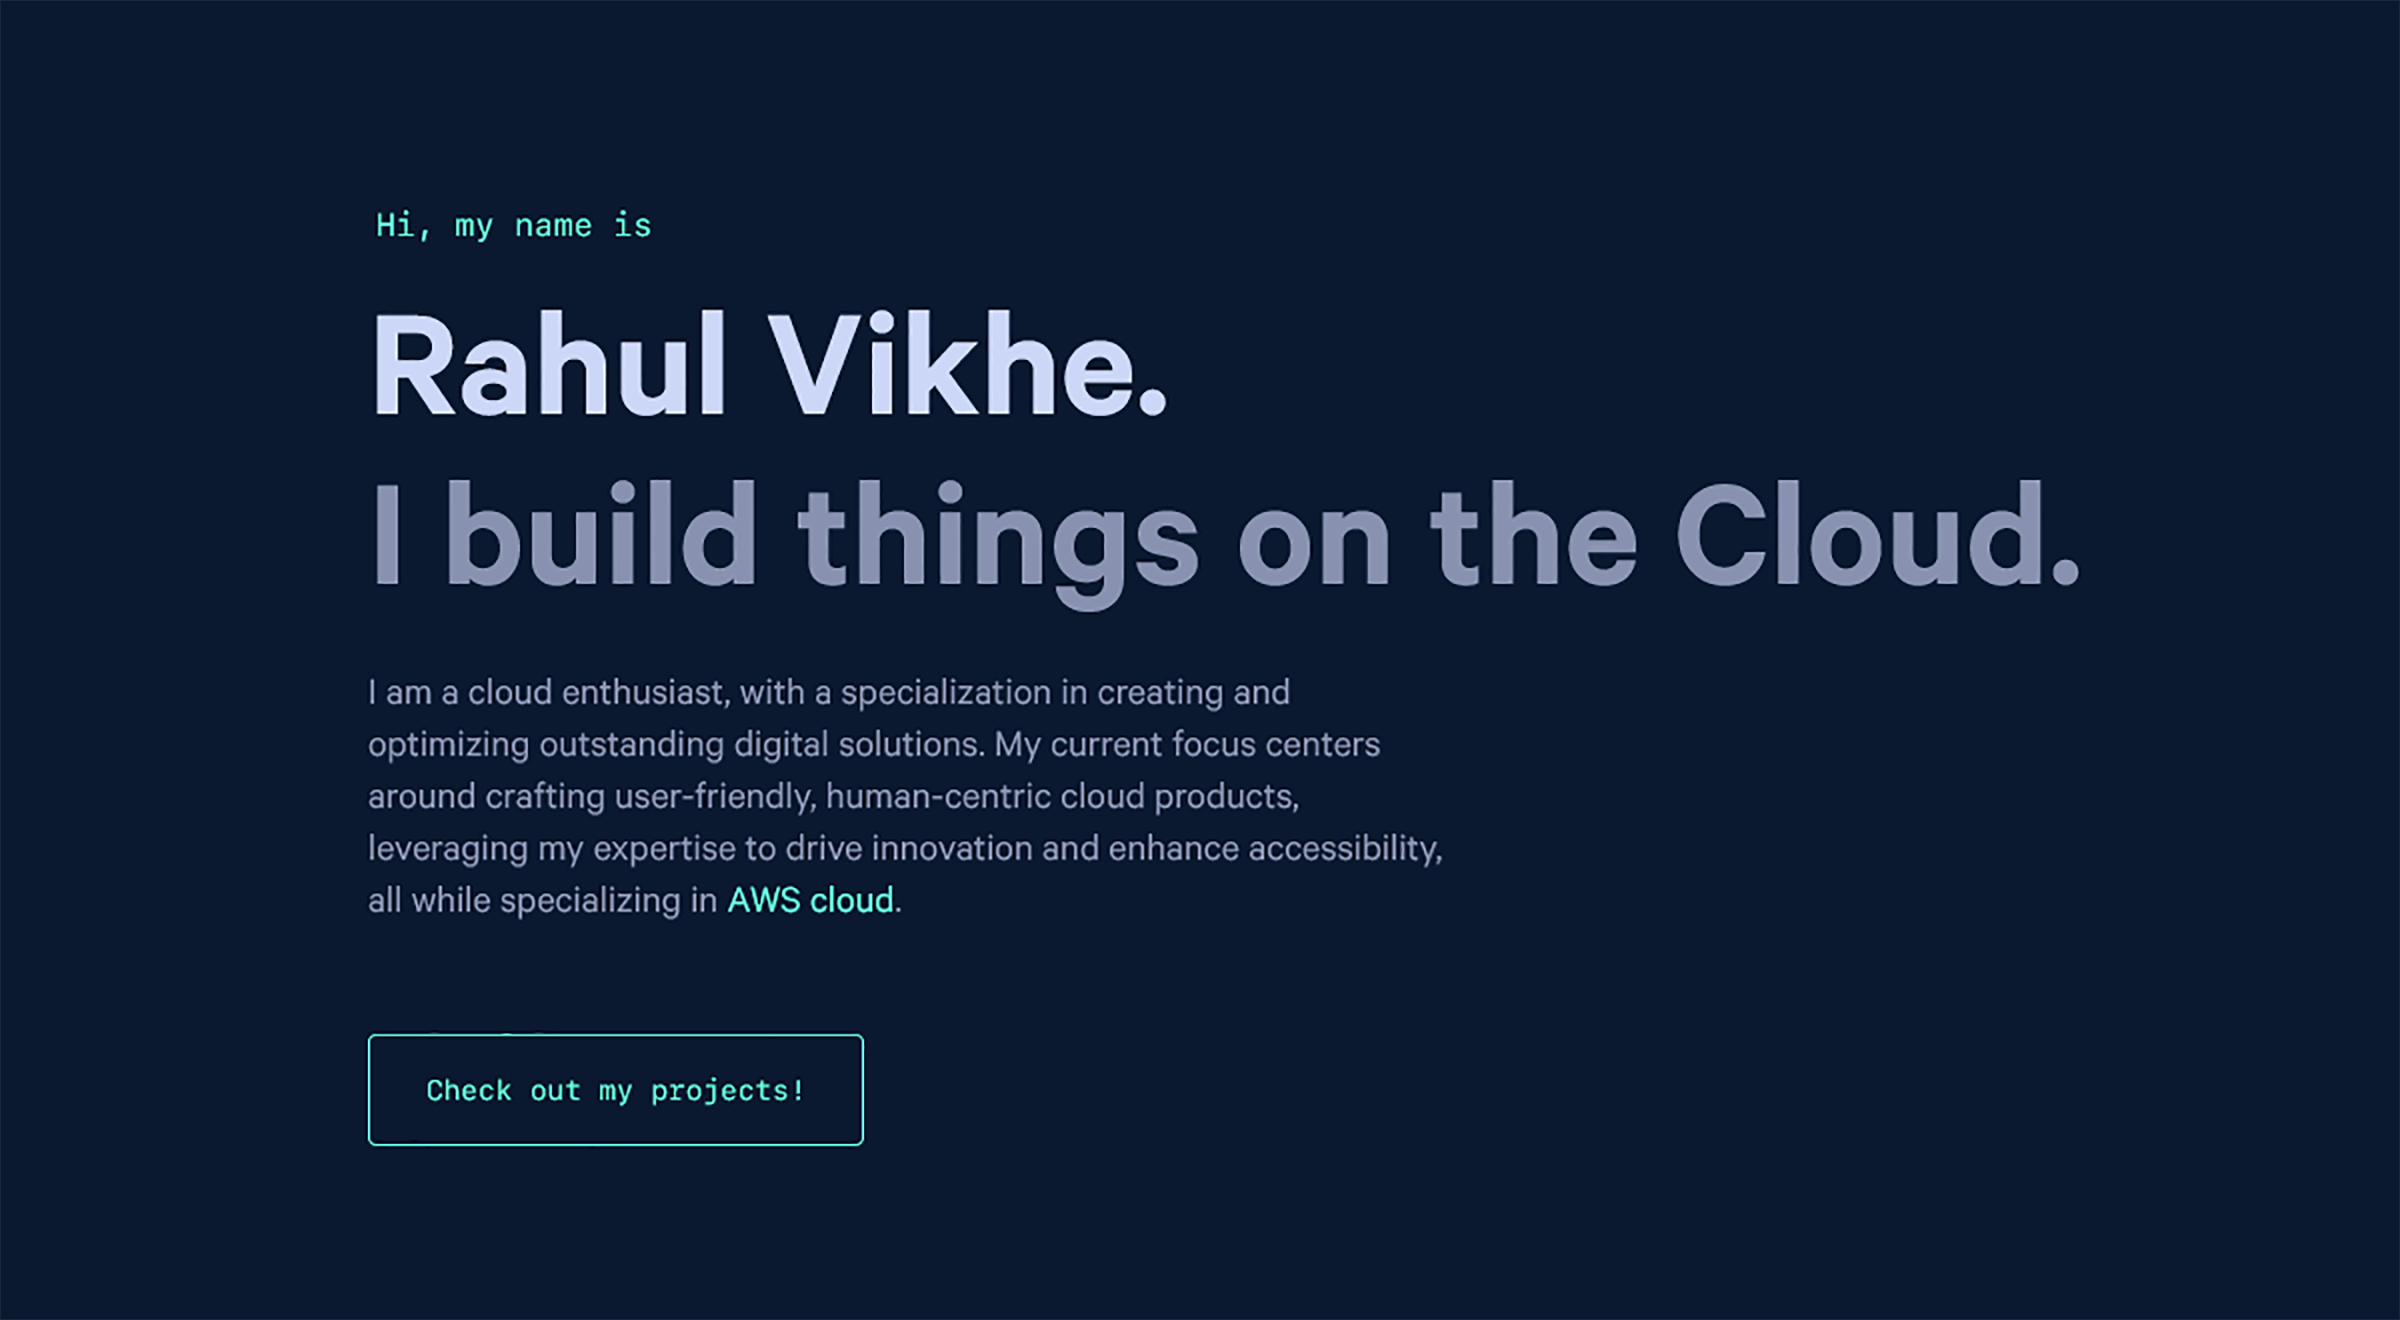 Hi, my name is
Rahul Vikhe.
I build things on the Cloud.
I am a cloud enthusiast, with a specialization in creating and
optimizing outstanding digital solutions. My current focus centers
around crafting user-friendly, human-centric cloud products,
leveraging my expertise to drive innovation and enhance accessibility,
all while specializing in AWS cloud.
Check out my projects!